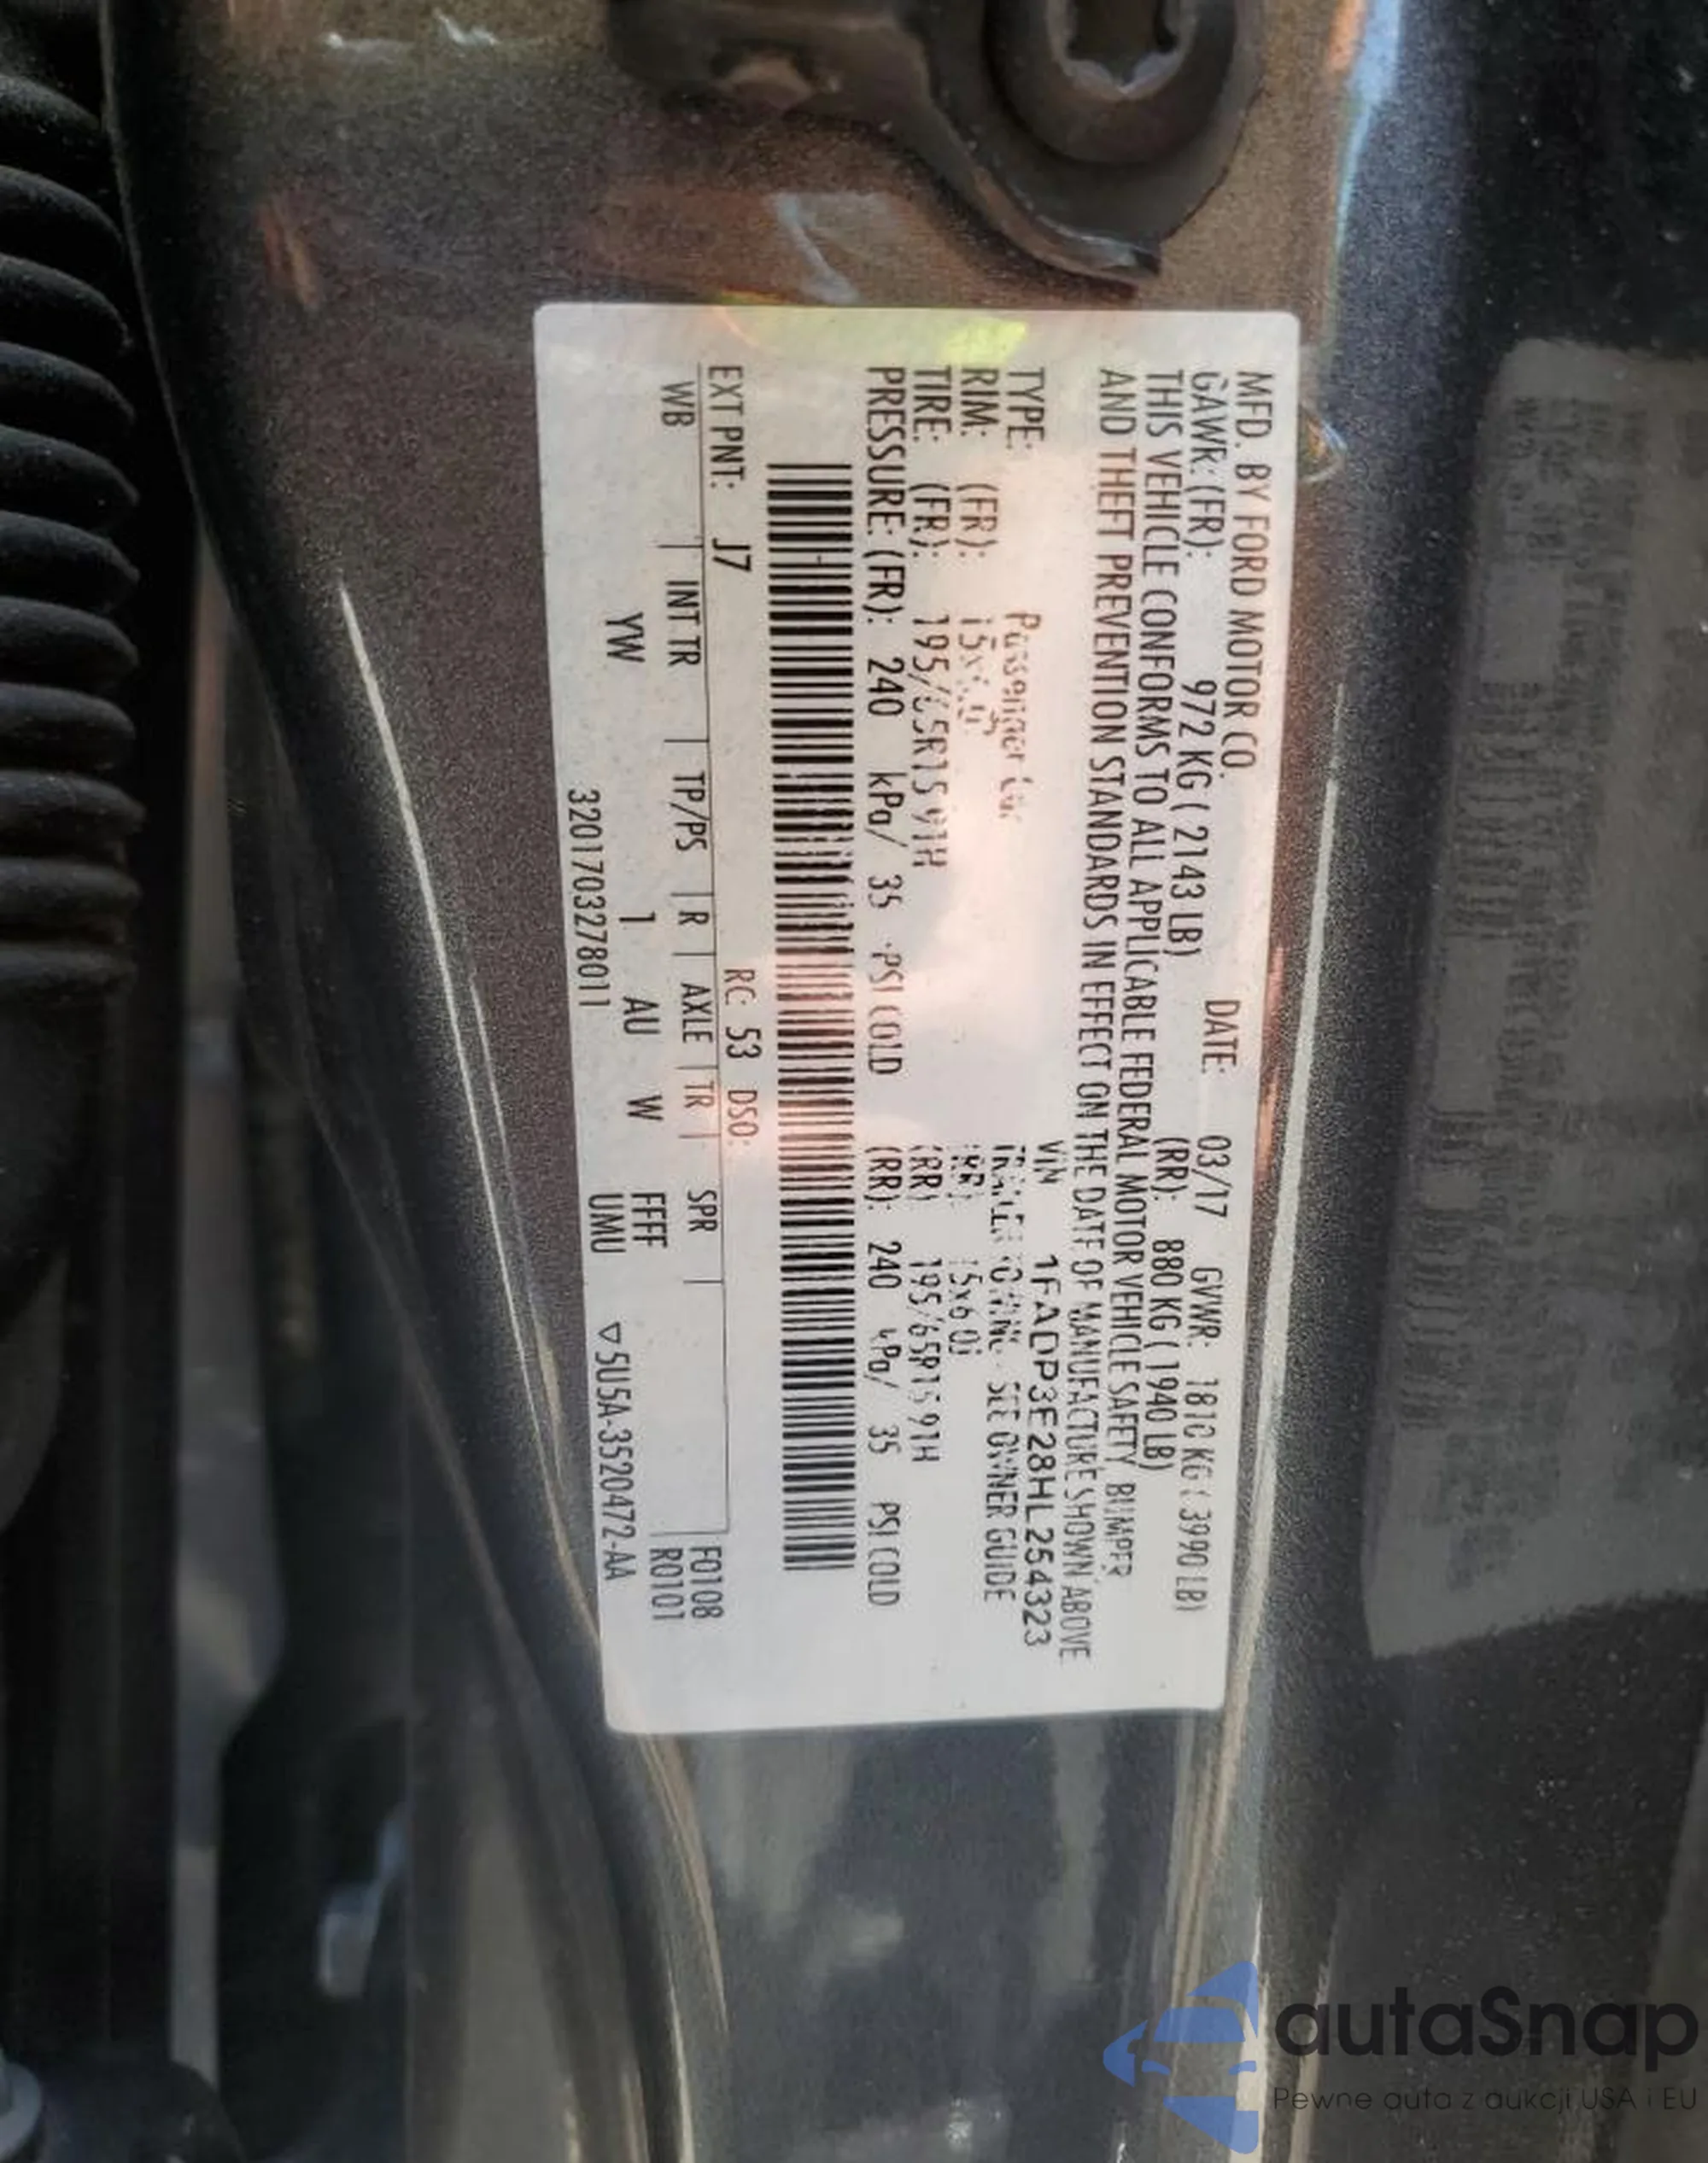 MFD. BY FORD MOTOR CO. DATE: 03/17 GVWR: 1810 KG ( 3990 LB)
GAWR: (FR): 972 KG ( 2143 LB) (RR): 880 KG ( 1940 LB)
THIS VEHICLE CONFORMS TO ALL APPLICABLE FEDERAL MOTOR VEHICLE SAFETY, BUMPER
AND THEFT PREVENTION STANDARDS IN EFFECT ON THE DATE OF MANUFACTURE SHOWN ABOVE
VIN 1FADP3E28HL254323
TYPE: Passenger Car TRAILER TOWING - SEE OWNER GUIDE
RIM: (FR): (RR): 15x6.0J
TIRE: (FR): 195/65R15 91H (RR): 195/65R15 91H
PRESSURE: (FR): 240 kPa/ 35 PSI COLD (RR): 240 kPa/ 35 PSI COLD
EXT PNT: J7 RC: 53 DSO:
WB INT TR TP/PS R AXLE TR SPR F0108
YW 1 AU W FFFF R0101
UMU ▽5U5A-3520472-AA
3201703278011
autaSnap
Pewne auta z aukcji USA i EU